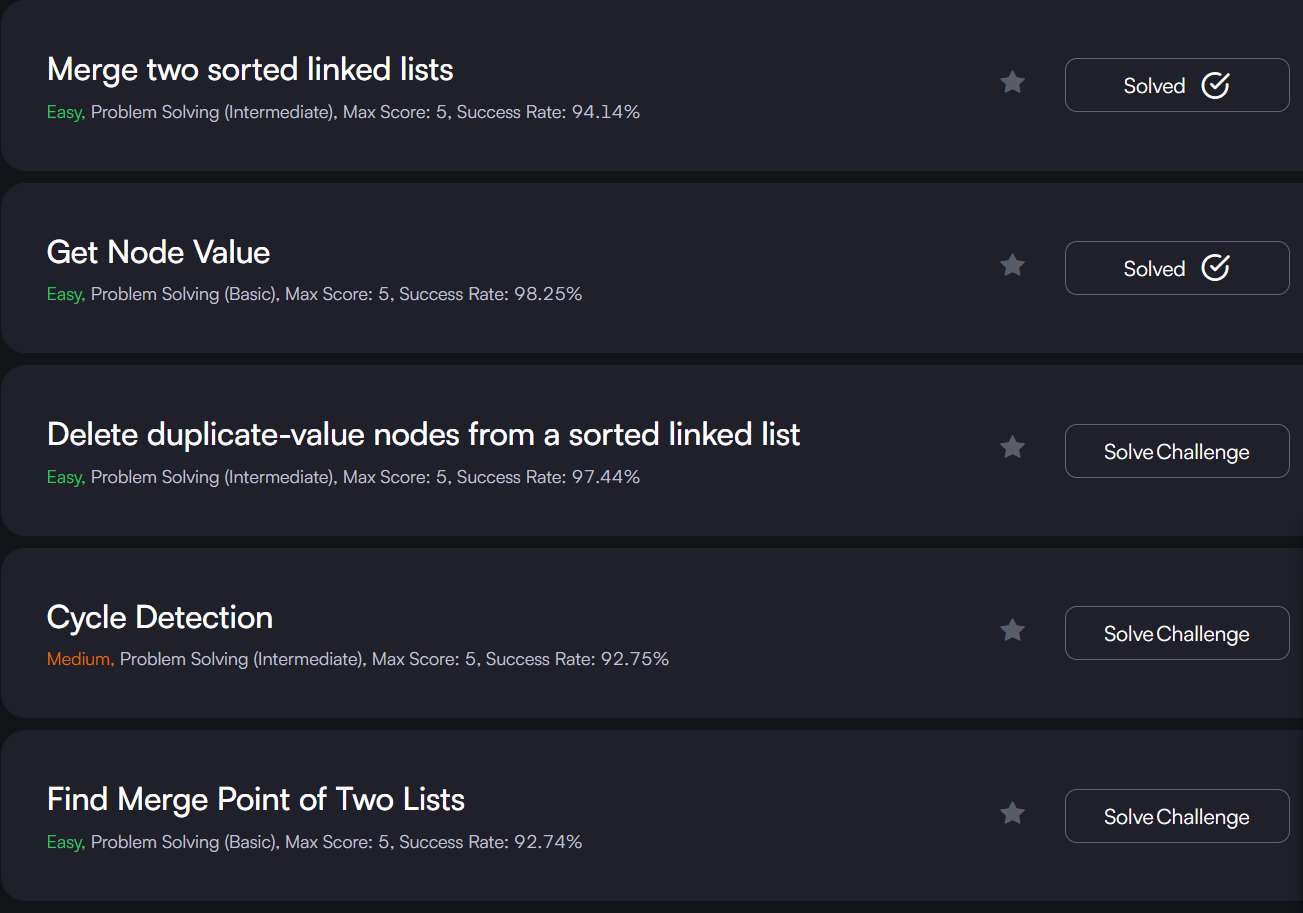 Merge two sorted linked lists
Easy, Problem Solving (Intermediate), Max Score: 5, Success Rate: 94.14%
Solved
Get Node Value
Easy, Problem Solving (Basic), Max Score: 5, Success Rate: 98.25%
Solved
Delete duplicate-value nodes from a sorted linked list
Easy, Problem Solving (Intermediate), Max Score: 5, Success Rate: 97.44%
Solve Challenge
Cycle Detection
Medium, Problem Solving (Intermediate), Max Score: 5, Success Rate: 92.75%
Solve Challenge
Find Merge Point of Two Lists
Easy, Problem Solving (Basic), Max Score: 5, Success Rate: 92.74%
Solve Challenge